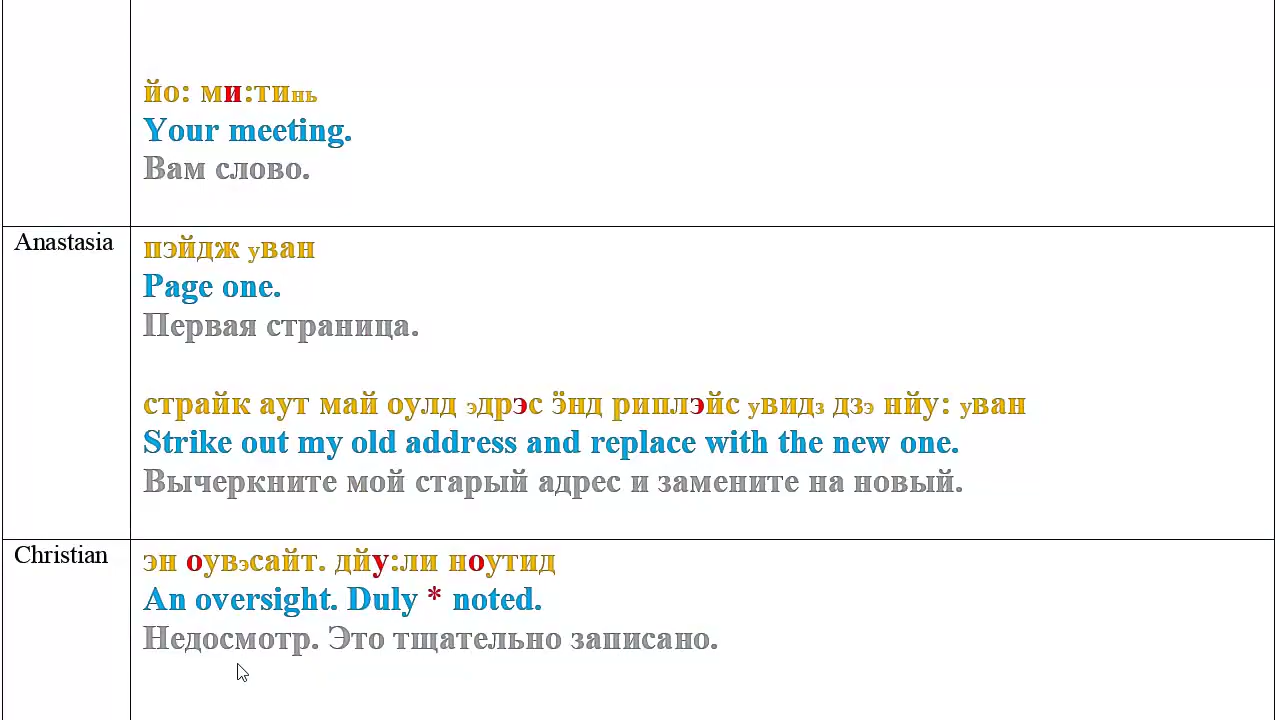 йо: ми:тинь
Your meeting.
Вам слово.
Anastasia
пэйдж уван
Page one.
Первая страница.
страйк аут май оулд эдрэс ӭнд риплэйс увидз дзэ нйу: уван
Strike out my old address and replace with the new one.
Вычеркните мой старый адрес и замените на новый.
Christian
эн оувэсайт. дйу:ли ноутид
An oversight. Duly * noted.
Недосмотр. Это тщательно записано.